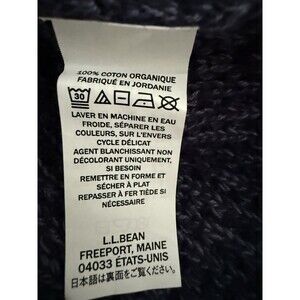 100% COTON ORGANIQUE
FABRIQUÉ EN JORDANIE
30
LAVER EN MACHINE EN EAU
FROIDE, SÉPARER LES
COULEURS, SUR L'ENVERS
CYCLE DÉLICAT
AGENT BLANCHISSANT NON
DÉCOLORANT UNIQUEMENT,
SI BESOIN
REMETTRE EN FORME ET
SÉCHER À PLAT
REPASSER À FER TIÈDE SI
NÉCESSAIRE
L.L.BEAN
FREEPORT, MAINE
04033 ÉTATS-UNIS
日本語は裏面をご覧ください。